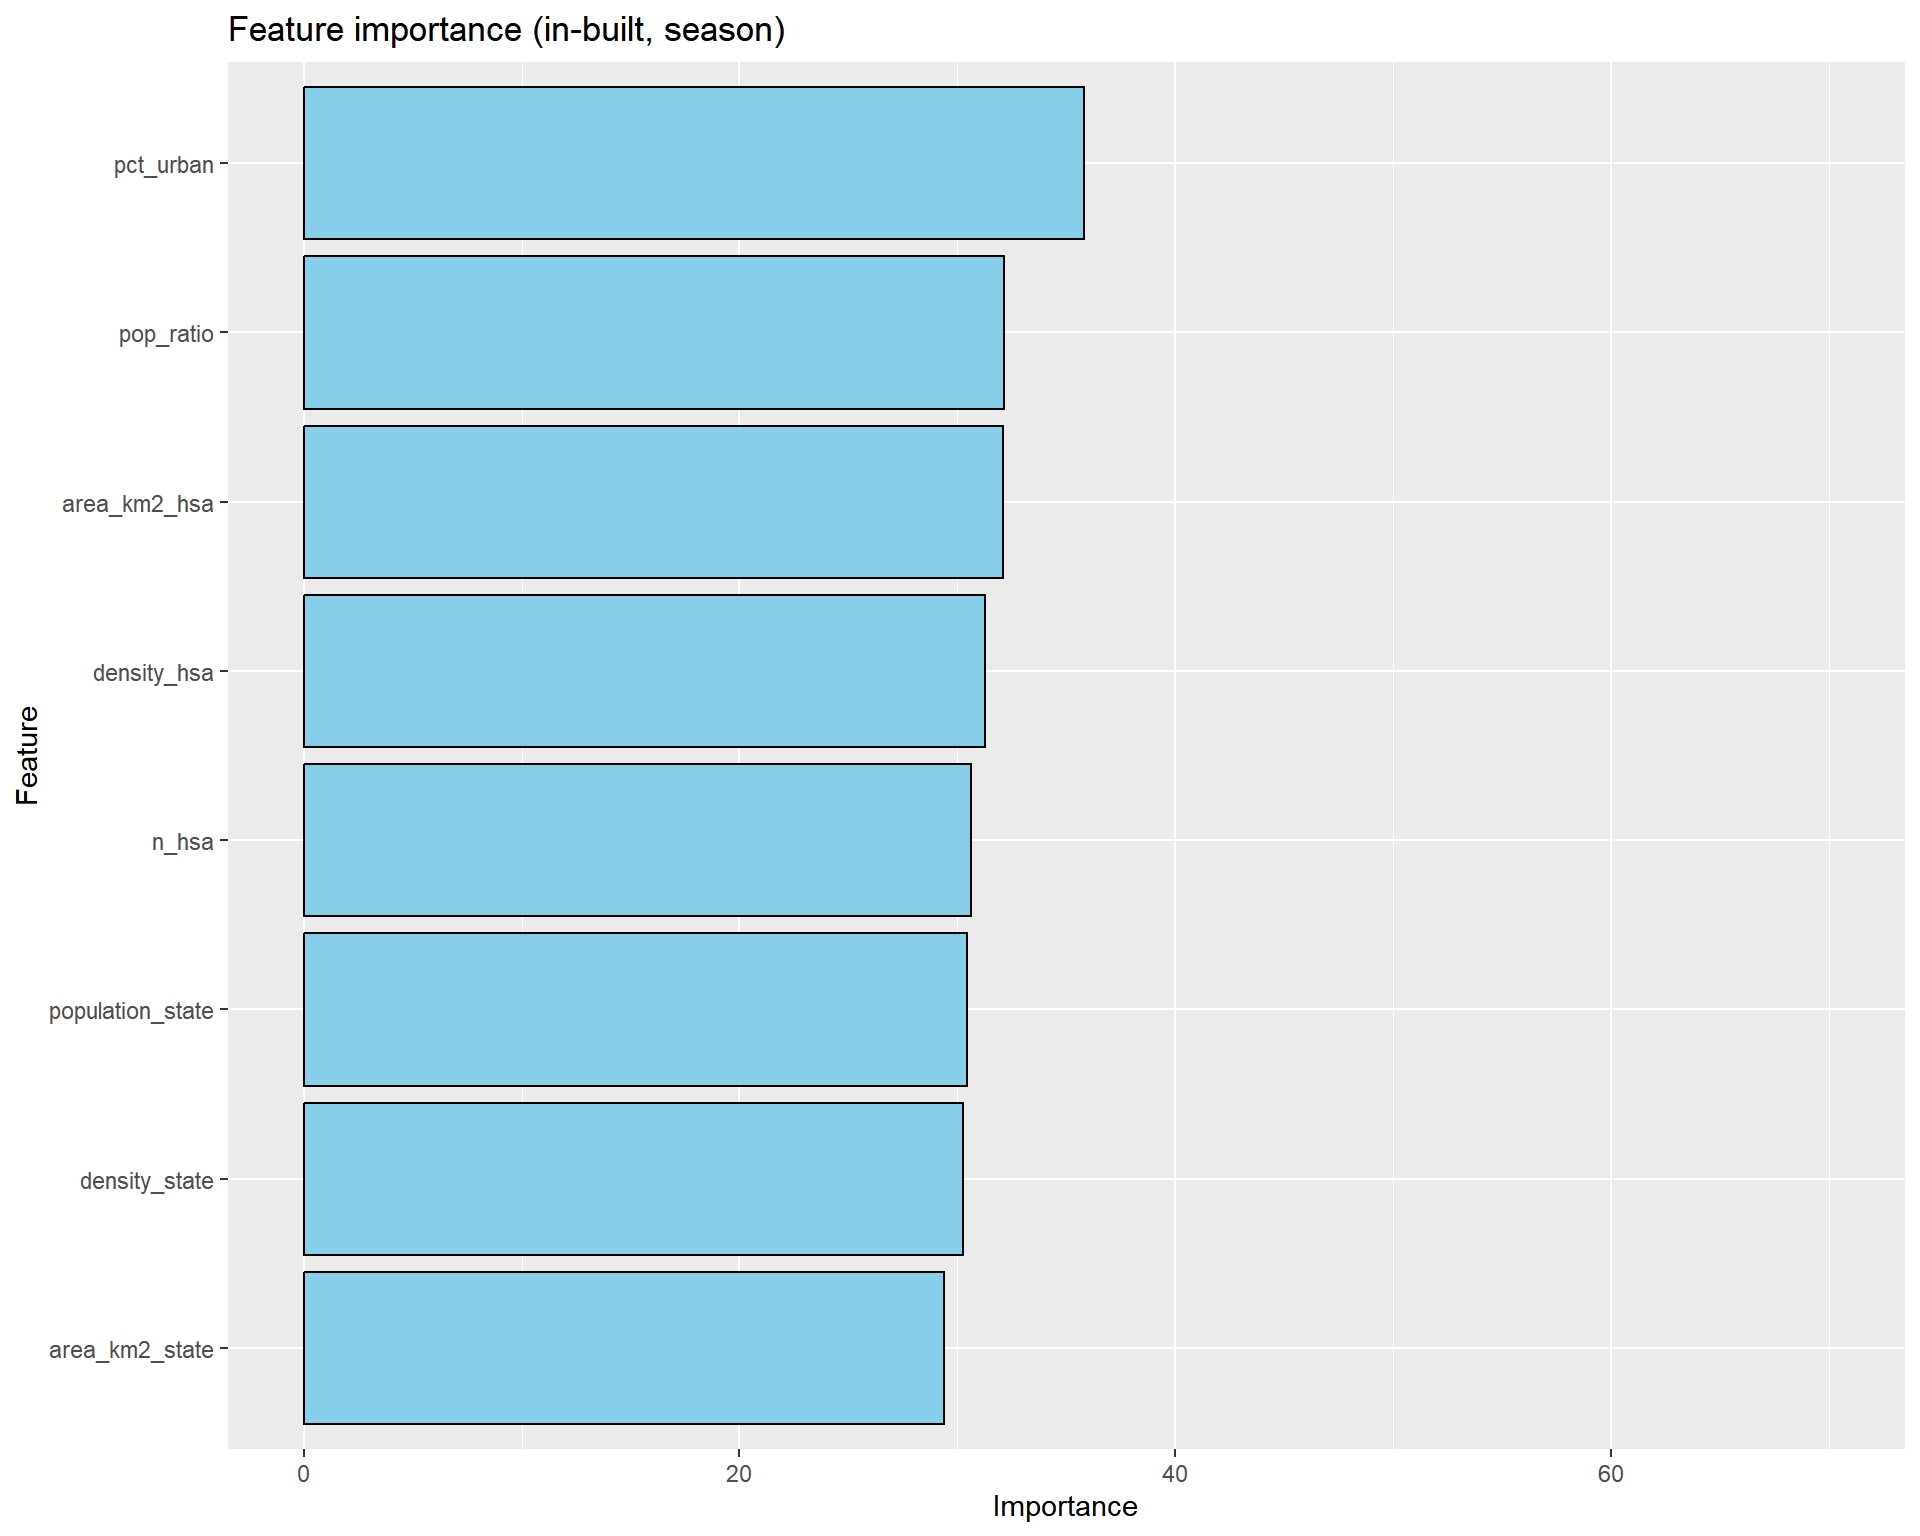 Feature importance (in-built, season)
pct_urban
pop_ratio
area_km2_hsa
density_hsa
n_hsa
population_state
density_state
area_km2_state
Feature
0 20 40 60
Importance